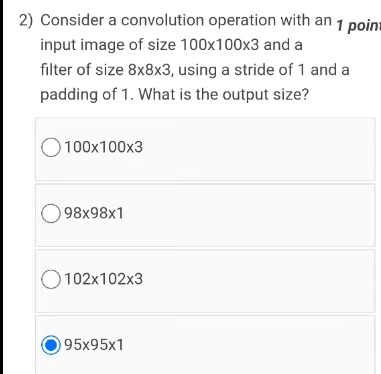 2) Consider a convolution operation with an 1 point
input image of size 100x100x3 and a
filter of size 8x8x3, using a stride of 1 and a
padding of 1. What is the output size?
100x100x3
98x98x1
102x102x3
95x95x1